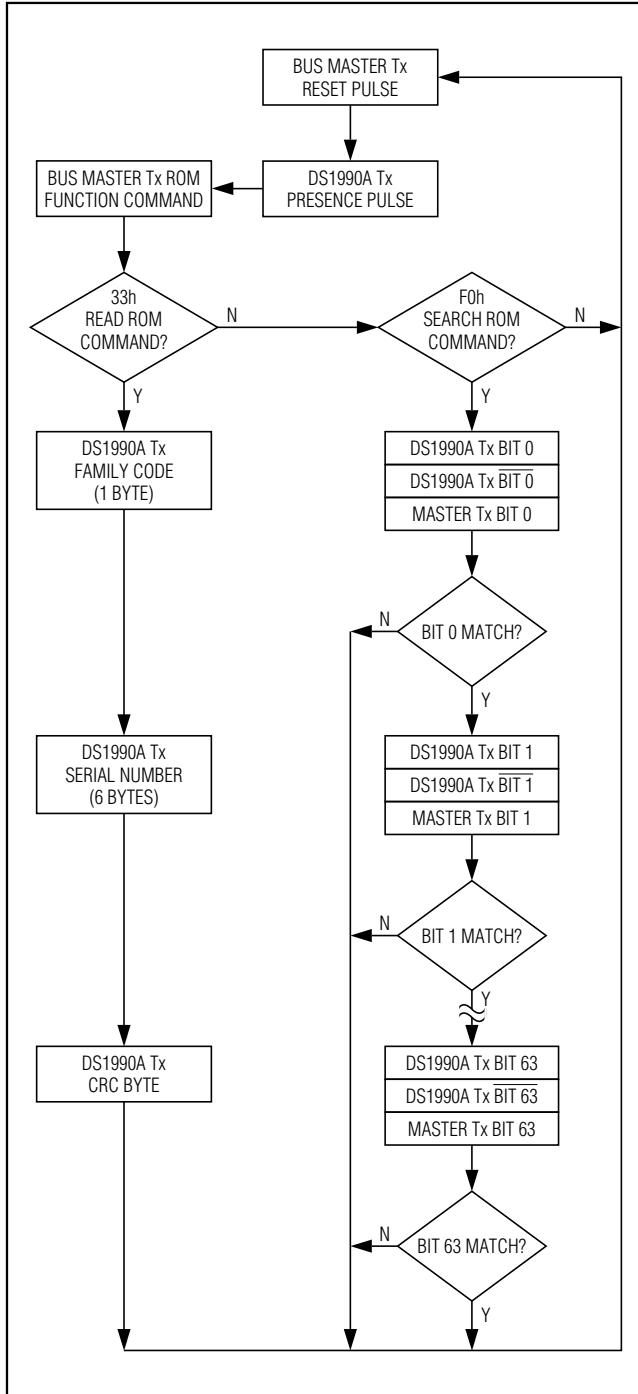 BUS MASTER Tx
RESET PULSE
BUS MASTER Tx ROM
FUNCTION COMMAND
DS1990A Tx
PRESENCE PULSE
33h
READ ROM
COMMAND?
N
Y
F0h
SEARCH ROM
COMMAND?
N
Y
DS1990A Tx
FAMILY CODE
(1 BYTE)
DS1990A Tx
SERIAL NUMBER
(6 BYTES)
DS1990A Tx
CRC BYTE
DS1990A Tx BIT 0
DS1990A Tx B̅I̅T̅ ̅0̅
MASTER Tx BIT 0
N
BIT 0 MATCH?
Y
DS1990A Tx BIT 1
DS1990A Tx B̅I̅T̅ ̅1̅
MASTER Tx BIT 1
N
BIT 1 MATCH?
Y
DS1990A Tx BIT 63
DS1990A Tx B̅I̅T̅ ̅6̅3̅
MASTER Tx BIT 63
N
BIT 63 MATCH?
Y